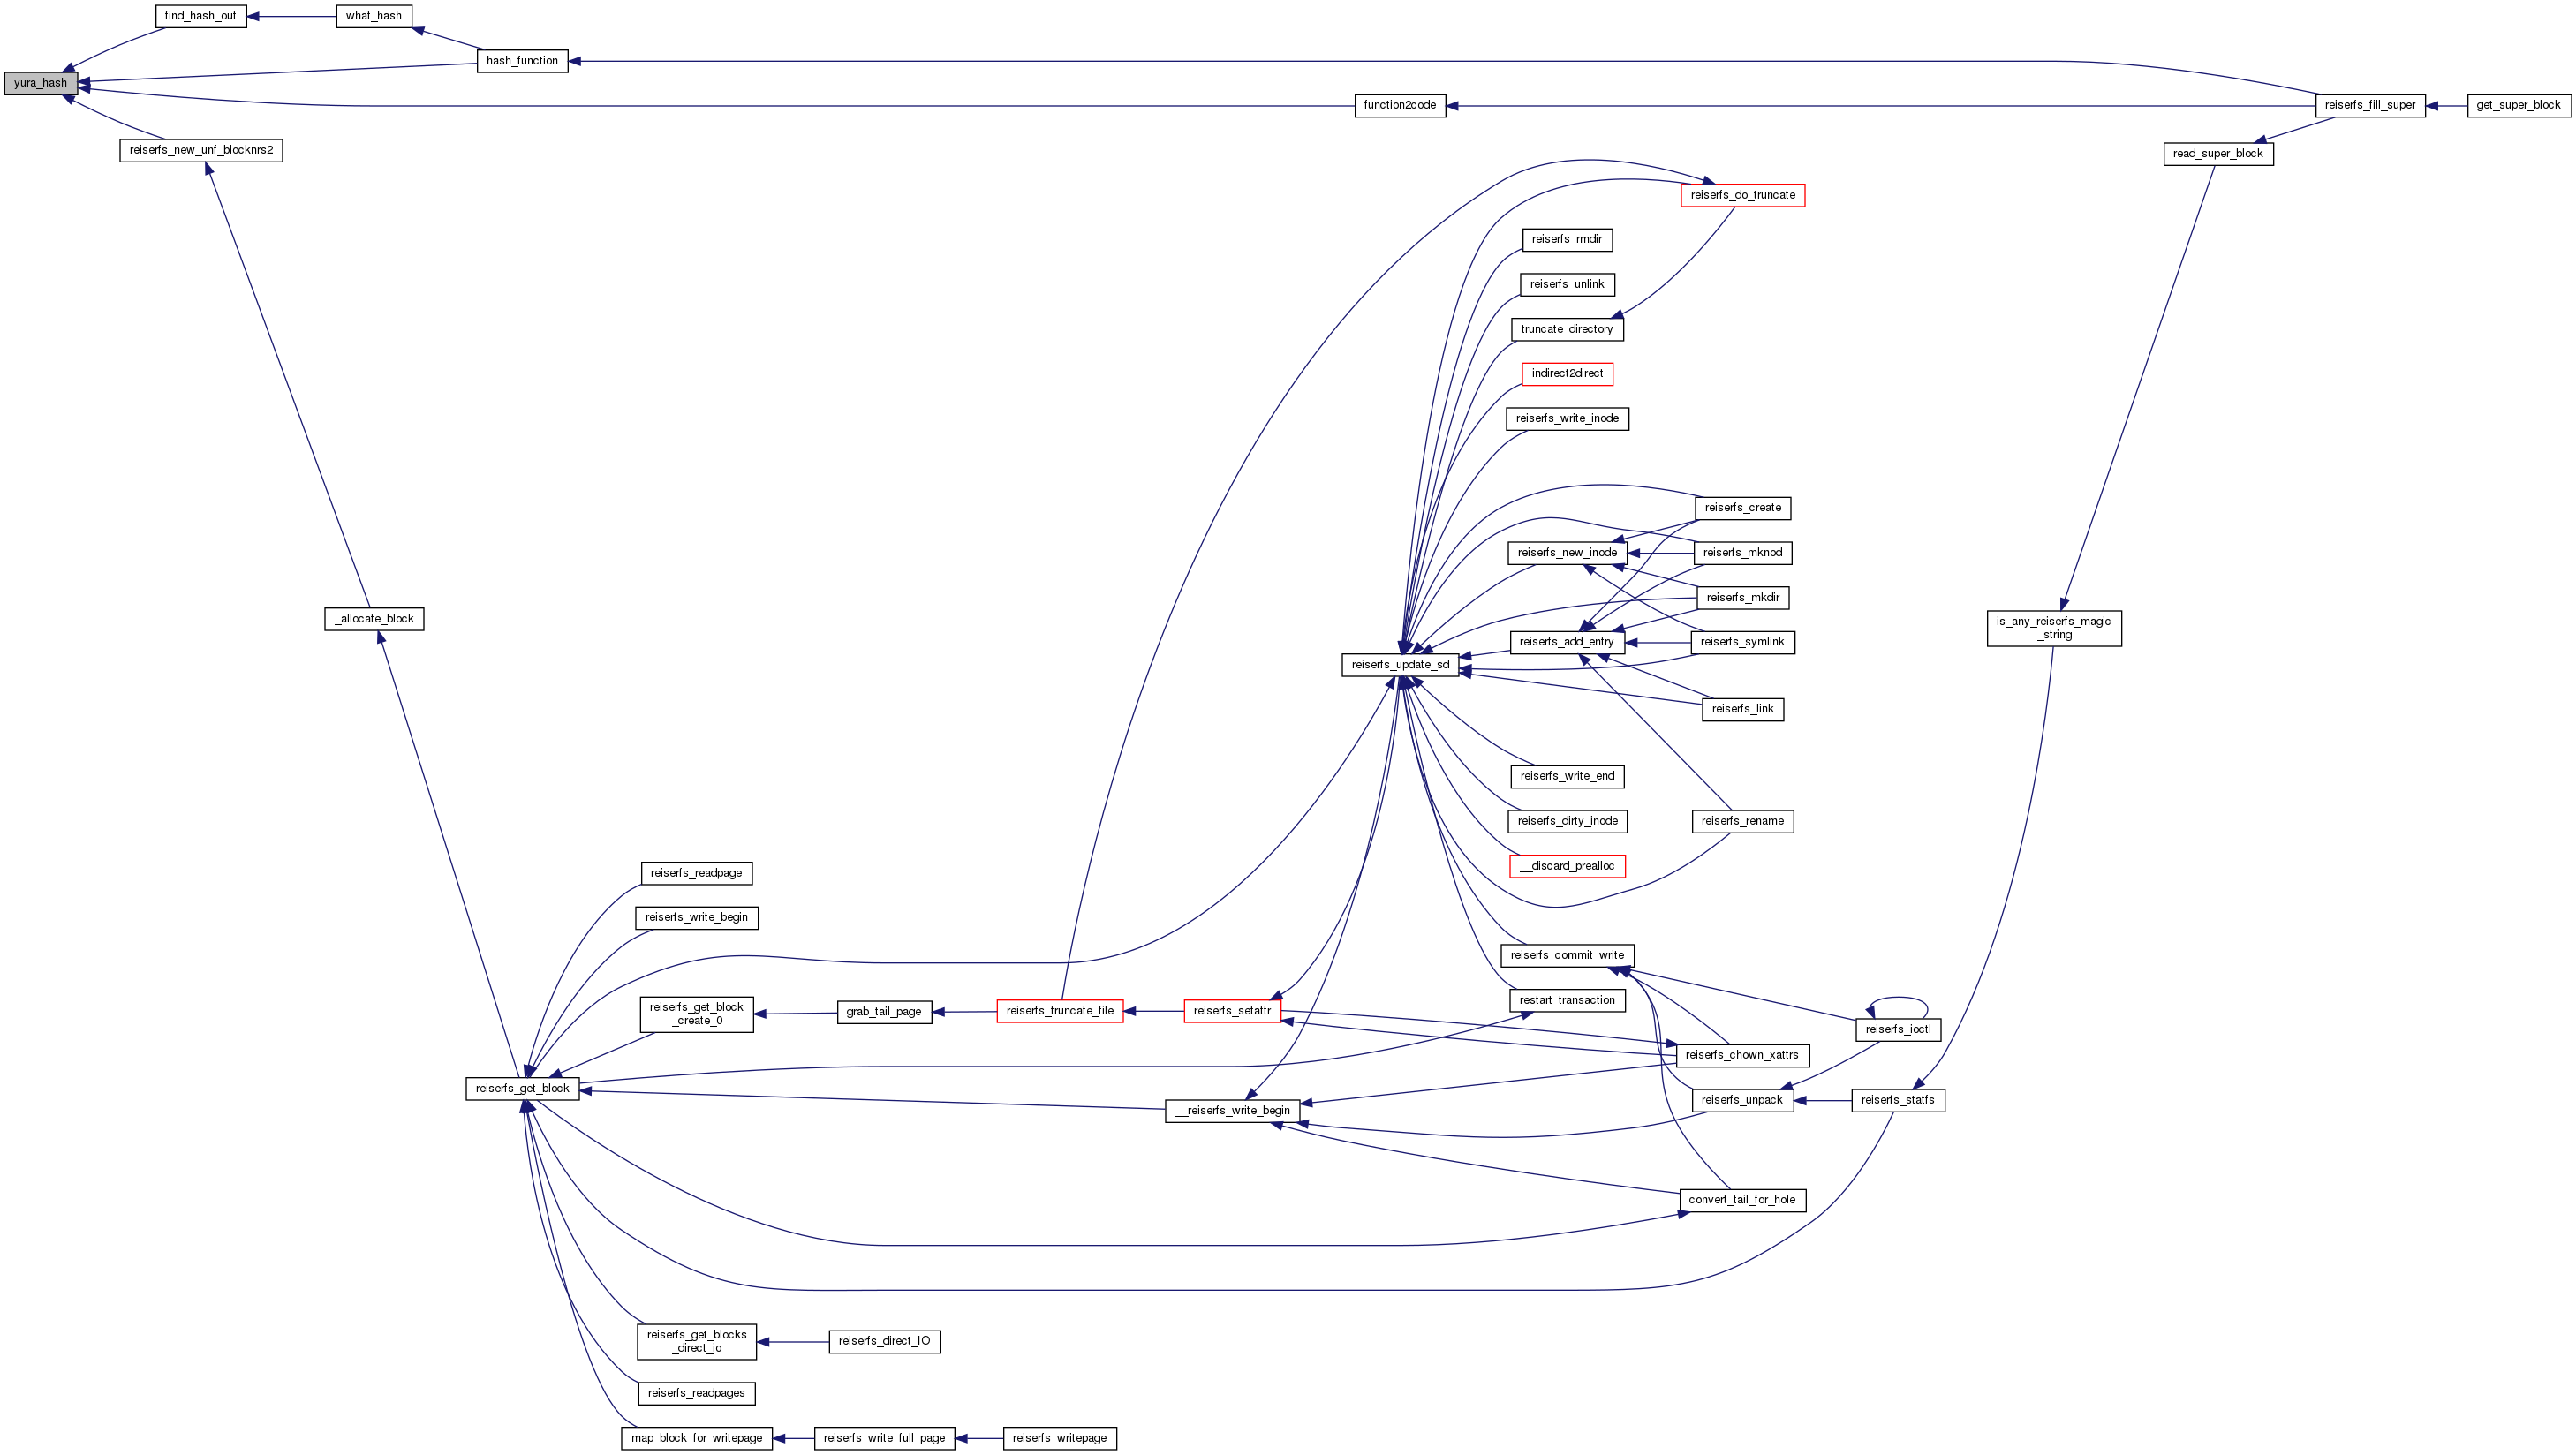 find_hash_out
what_hash
hash_function
yura_hash
function2code
reiserfs_fill_super
get_super_block
reiserfs_new_unf_blocknrs2
read_super_block
reiserfs_do_truncate
reiserfs_rmdir
reiserfs_unlink
truncate_directory
indirect2direct
reiserfs_write_inode
reiserfs_create
reiserfs_new_inode
reiserfs_mknod
reiserfs_mkdir
_allocate_block
is_any_reiserfs_magic
_string
reiserfs_add_entry
reiserfs_symlink
reiserfs_update_sd
reiserfs_link
reiserfs_write_end
reiserfs_dirty_inode
reiserfs_rename
__discard_prealloc
reiserfs_readpage
reiserfs_write_begin
reiserfs_commit_write
reiserfs_get_block
_create_0
grab_tail_page
reiserfs_truncate_file
reiserfs_setattr
restart_transaction
reiserfs_ioctl
reiserfs_chown_xattrs
reiserfs_get_block
__reiserfs_write_begin
reiserfs_unpack
reiserfs_statfs
convert_tail_for_hole
reiserfs_get_blocks
_direct_io
reiserfs_direct_IO
reiserfs_readpages
map_block_for_writepage
reiserfs_write_full_page
reiserfs_writepage